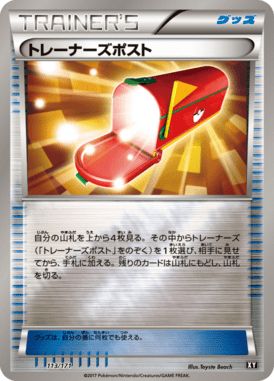 TRAINER'S グッズ
トレーナーズポスト
自分の山札を上から4枚見る。その中からトレーナーズ
(「トレーナーズポスト」をのぞく)を1枚選び、相手に見せ
てから、手札に加える。残りのカードは山札にもどし、山札
を切る。
グッズは、自分の番に何枚でも使える。
113/171 XY
©2017 Pokémon/Nintendo/Creatures/GAME FREAK. Illus. Toyste Beach